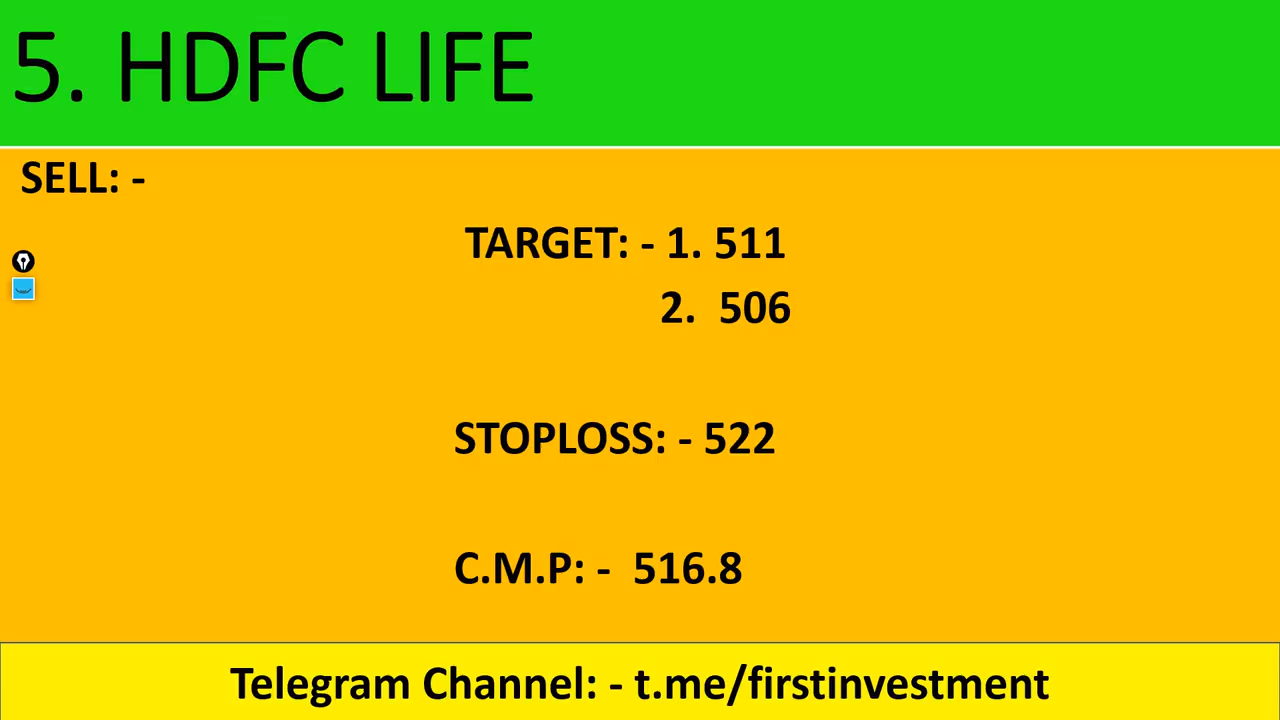 5. HDFC LIFE
SELL: -
TARGET: - 1. 511
2. 506
STOPLOSS: - 522
C.M.P: - 516.8
Telegram Channel: - t.me/firstinvestment